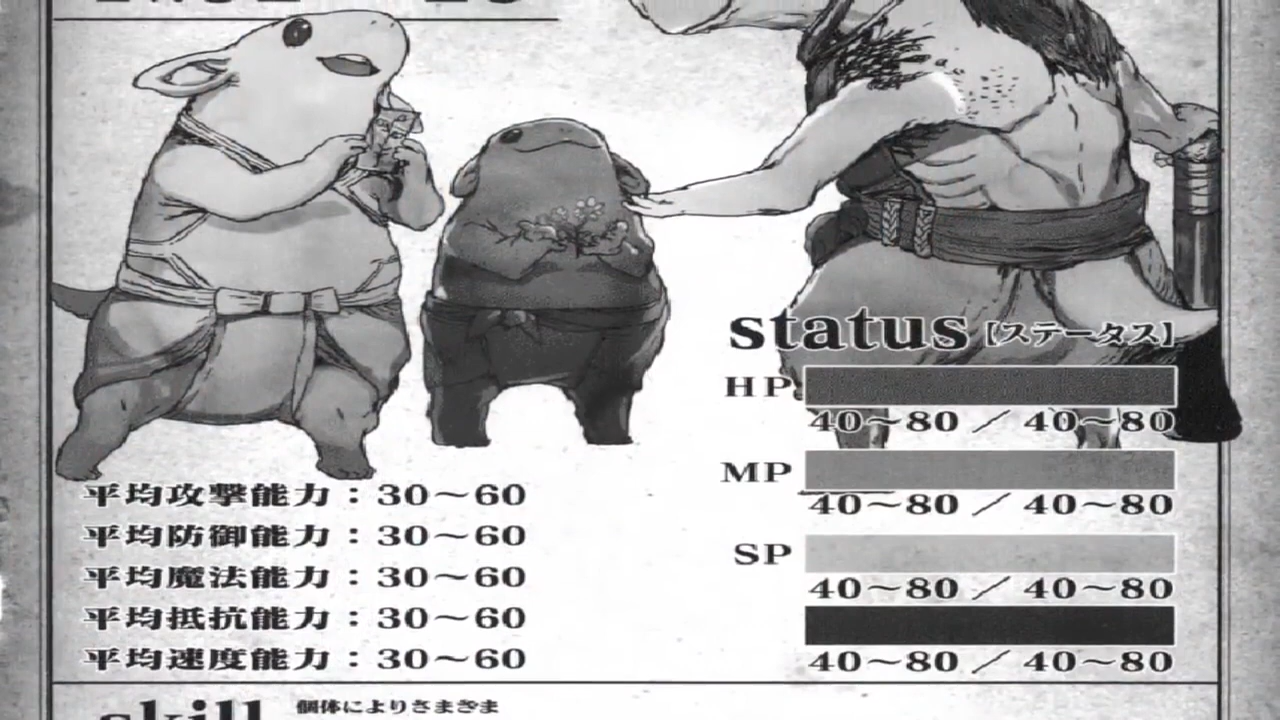 status【ステータス】
HP
40～80 ／ 40～80
MP
40～80 ／ 40～80
SP
40～80 ／ 40～80
40～80 ／ 40～80
平均攻撃能力：30～60
平均防御能力：30～60
平均魔法能力：30～60
平均抵抗能力：30～60
平均速度能力：30～60
skill 個体によりさまざま